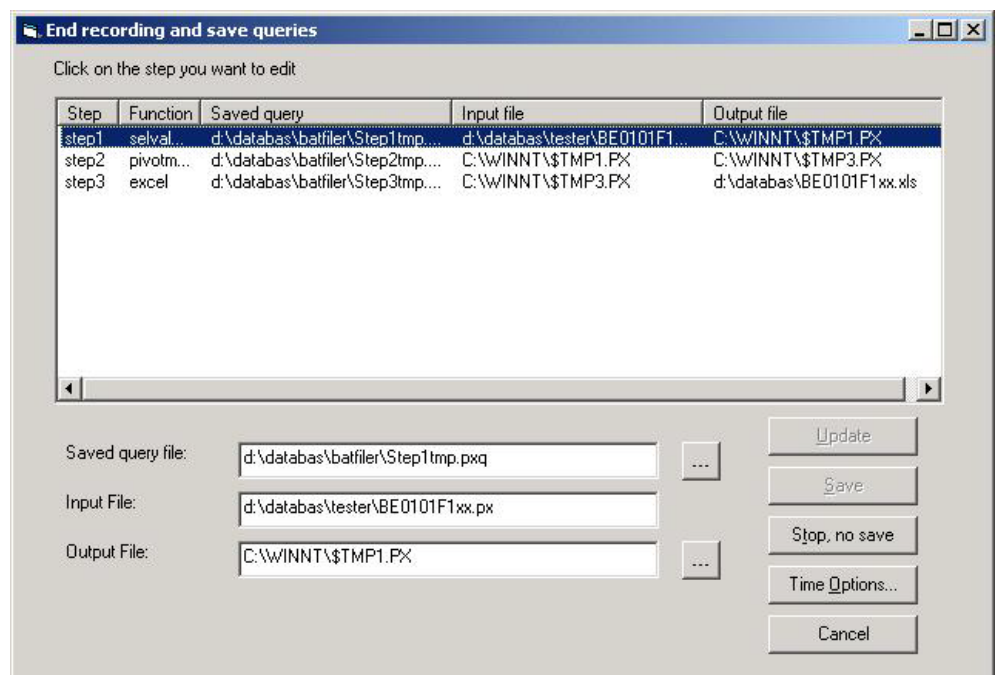 End recording and save queries
Click on the step you want to edit
Step Function Saved query Input file Output file
step1 selval... d:\databas\batfiler\Step1tmp.... d:\databas\tester\BE0101F1... C:\WINNT\$TMP1.PX
step2 pivotm... d:\databas\batfiler\Step2tmp.... C:\WINNT\$TMP1.PX C:\WINNT\$TMP3.PX
step3 excel d:\databas\batfiler\Step3tmp.... C:\WINNT\$TMP3.PX d:\databas\BE0101F1xx.xls
Saved query file: d:\databas\batfiler\Step1tmp.pxq ...
Input File: d:\databas\tester\BE0101F1xx.px
Output File: C:\WINNT\$TMP1.PX ...
Update
Save
Stop, no save
Time Options...
Cancel